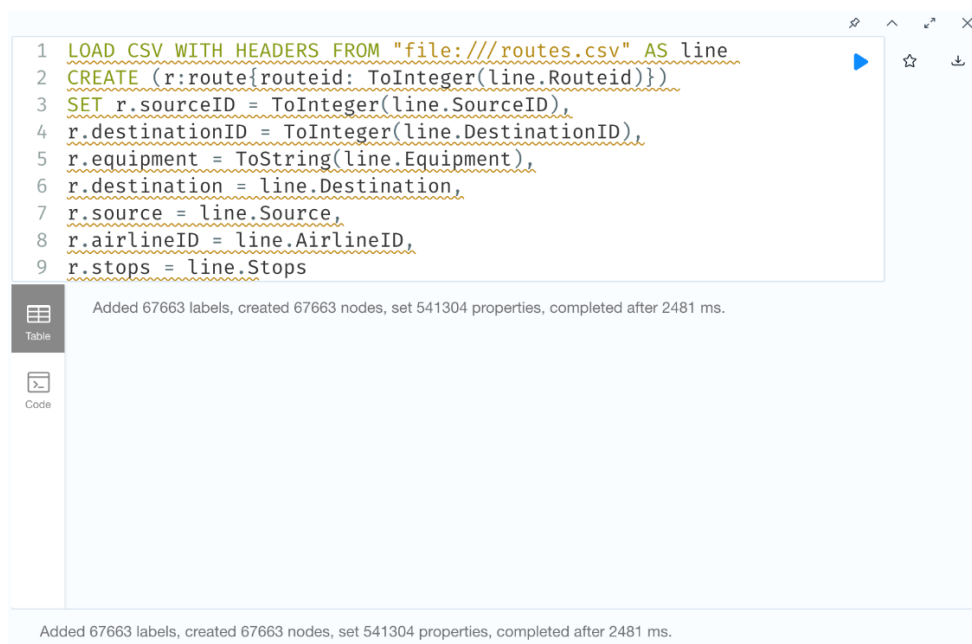 1 LOAD CSV WITH HEADERS FROM "file:///routes.csv" AS line
2 CREATE (r:route{routeid: ToInteger(line.Routeid)})
3 SET r.sourceID = ToInteger(line.SourceID),
4 r.destinationID = ToInteger(line.DestinationID),
5 r.equipment = ToString(line.Equipment),
6 r.destination = line.Destination,
7 r.source = line.Source,
8 r.airlineID = line.AirlineID,
9 r.stops = line.Stops
Added 67663 labels, created 67663 nodes, set 541304 properties, completed after 2481 ms.
Table
Code
Added 67663 labels, created 67663 nodes, set 541304 properties, completed after 2481 ms.